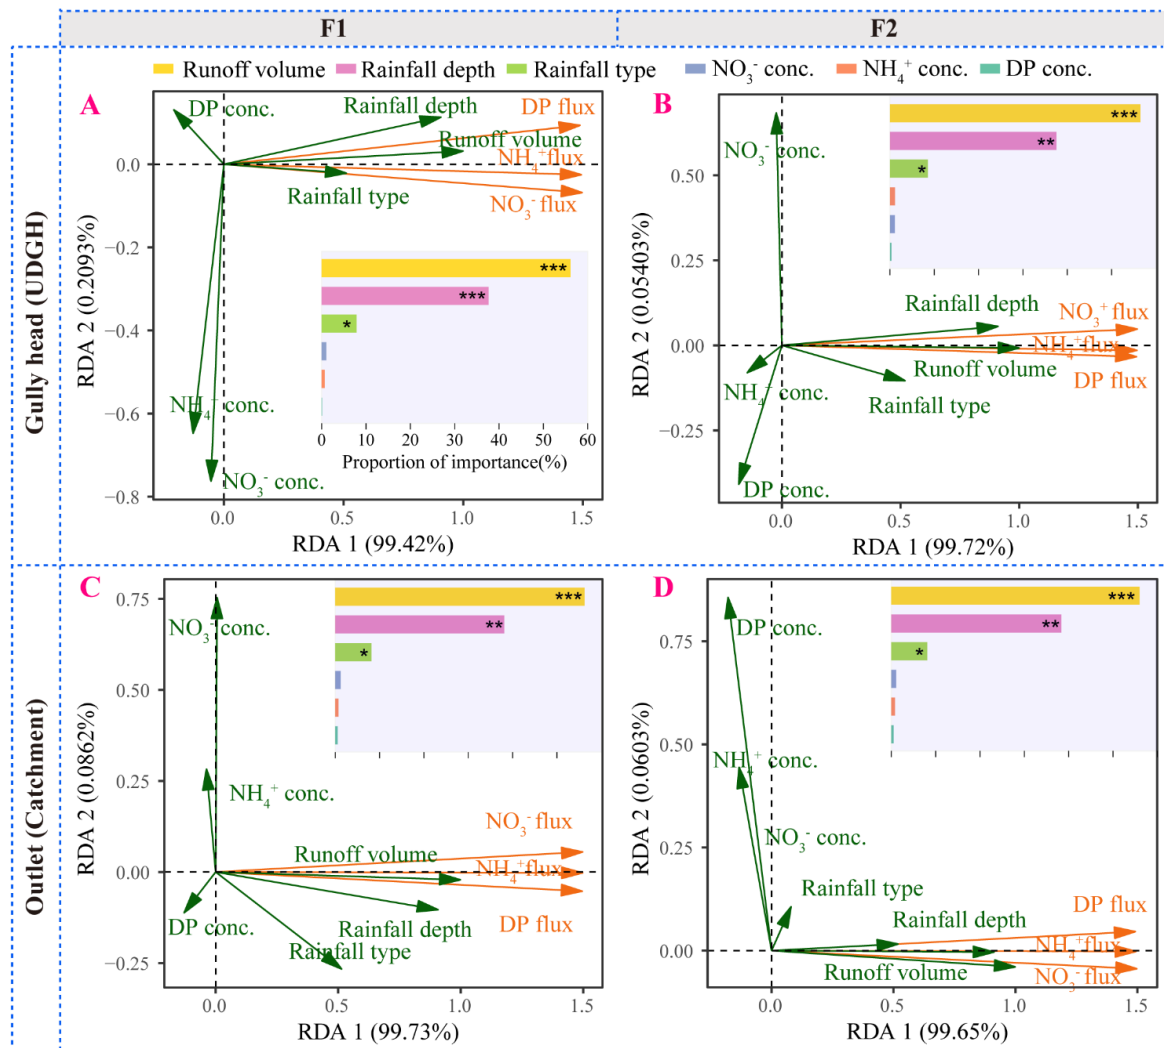 F1 F2
Gully head (UDGH)
Outlet (Catchment)
Runoff volume Rainfall depth Rainfall type NO₃⁻ conc. NH₄⁺ conc. DP conc.
A
DP conc.
Rainfall depth
DP flux
Runoff volume
NH₄⁺flux
Rainfall type
NO₃⁻ flux
NH₄⁺ conc.
NO₃⁻ conc.
***
***
*
0 10 20 30 40 50 60
Proportion of importance(%)
0.0
−0.2
−0.4
−0.6
−0.8
RDA 2 (0.2093%)
0.0 0.5 1.0 1.5
RDA 1 (99.42%)
B
NO₃⁻ conc.
***
**
*
Rainfall depth
NO₃⁺ flux
NH₄⁺flux
Runoff volume
DP flux
NH₄⁺ conc.
Rainfall type
DP conc.
0.50
0.25
0.00
−0.25
RDA 2 (0.05403%)
0.0 0.5 1.0 1.5
RDA 1 (99.72%)
C
NO₃⁻ conc.
***
**
*
NH₄⁺ conc.
NO₃⁻ flux
Runoff volume
NH₄⁺flux
DP conc.
Rainfall depth
DP flux
Rainfall type
0.75
0.50
0.25
0.00
−0.25
RDA 2 (0.0862%)
0.0 0.5 1.0 1.5
RDA 1 (99.73%)
D
DP conc.
***
**
*
NH₄⁺ conc.
NO₃⁻ conc.
Rainfall type
DP flux
Rainfall depth
NH₄⁺flux
Runoff volume
NO₃⁻ flux
0.75
0.50
0.25
0.00
RDA 2 (0.0603%)
0.0 0.5 1.0 1.5
RDA 1 (99.65%)